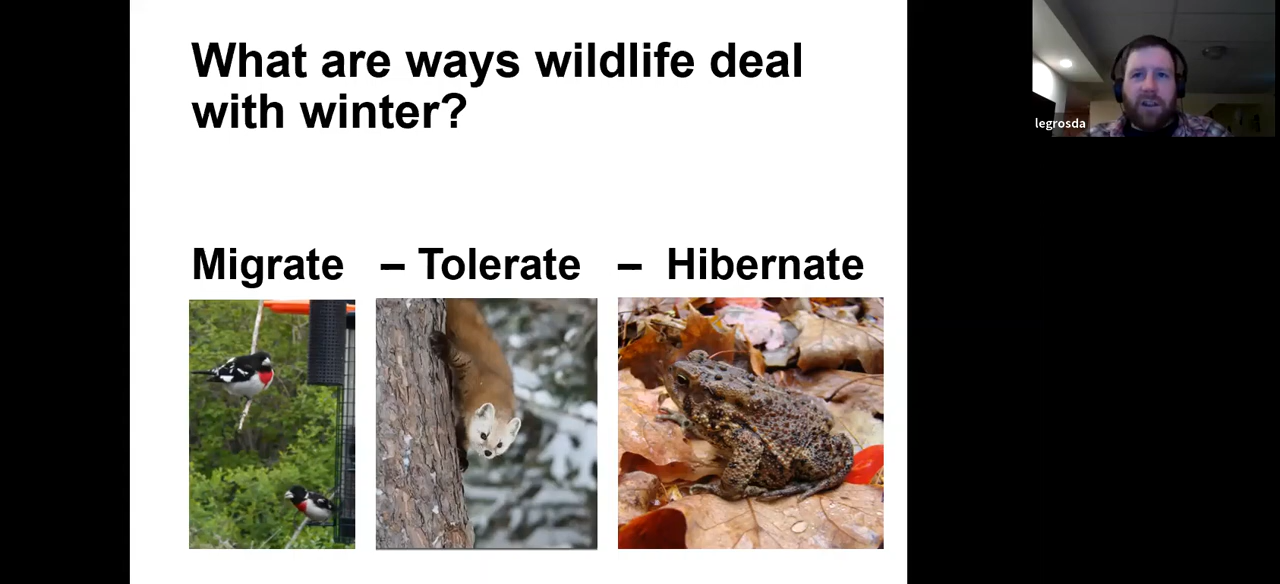 What are ways wildlife deal
with winter?
Migrate – Tolerate – Hibernate
legrosda